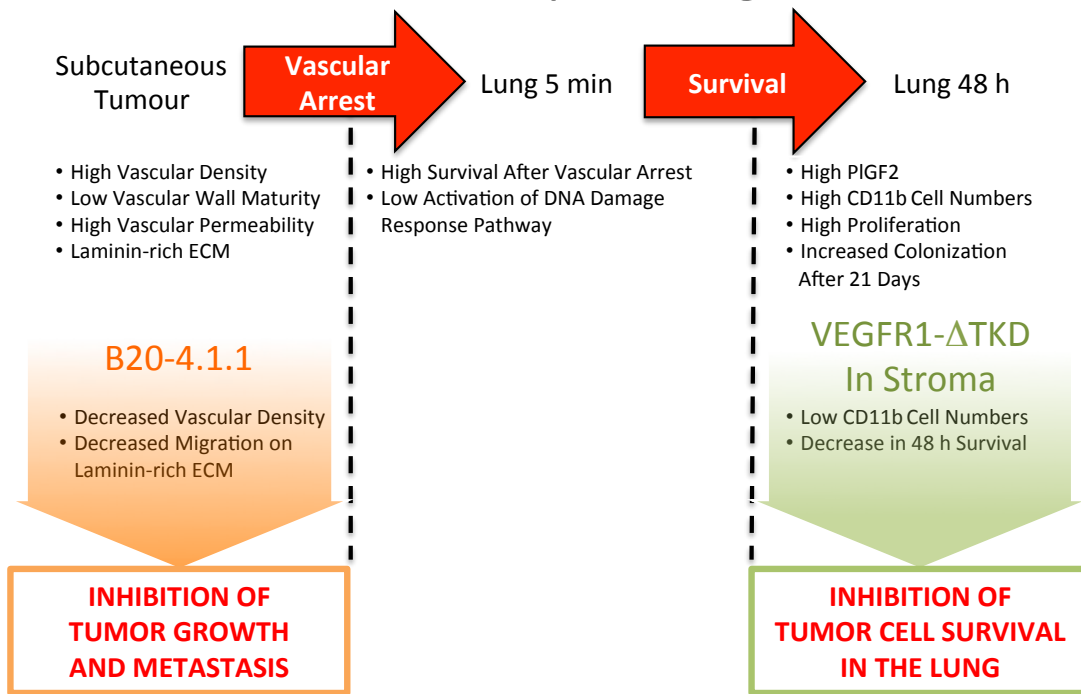 Subcutaneous
Tumour
Vascular
Arrest
Lung 5 min
Survival
Lung 48 h
• High Vascular Density
• Low Vascular Wall Maturity
• High Vascular Permeability
• Laminin-rich ECM
• High Survival After Vascular Arrest
• Low Activation of DNA Damage
Response Pathway
• High PlGF2
• High CD11b Cell Numbers
• High Proliferation
• Increased Colonization
After 21 Days
B20-4.1.1
• Decreased Vascular Density
• Decreased Migration on
Laminin-rich ECM
VEGFR1-ΔTKD
In Stroma
• Low CD11b Cell Numbers
• Decrease in 48 h Survival
INHIBITION OF
TUMOR GROWTH
AND METASTASIS
INHIBITION OF
TUMOR CELL SURVIVAL
IN THE LUNG